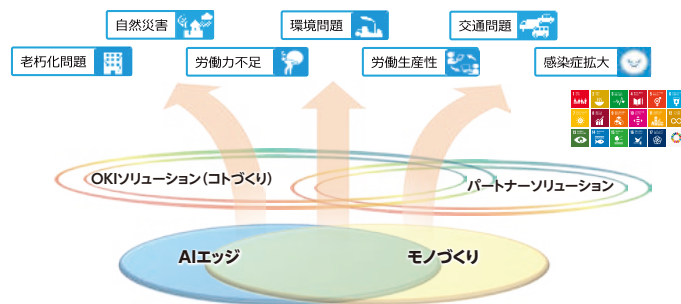 自然災害
環境問題
交通問題
老朽化問題
労働力不足
労働生産性
感染症拡大
OKIソリューション（コトづくり）
パートナーソリューション
AIエッジ
モノづくり